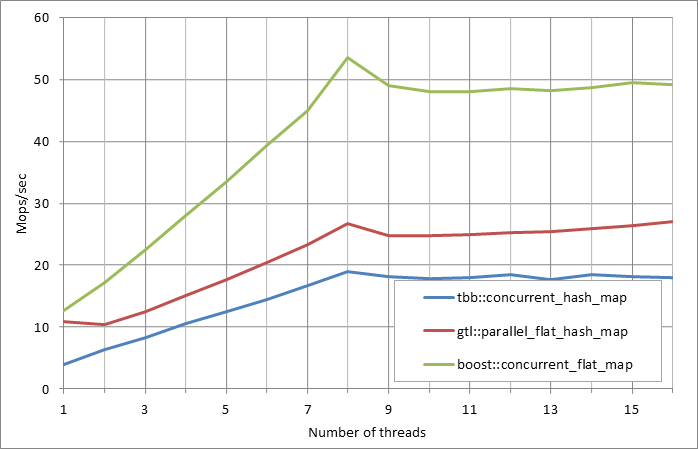 60
50
40
30
20
10
0
Mops/sec
tbb::concurrent_hash_map
gtl::parallel_flat_hash_map
boost::concurrent_flat_map
1 3 5 7 9 11 13 15
Number of threads